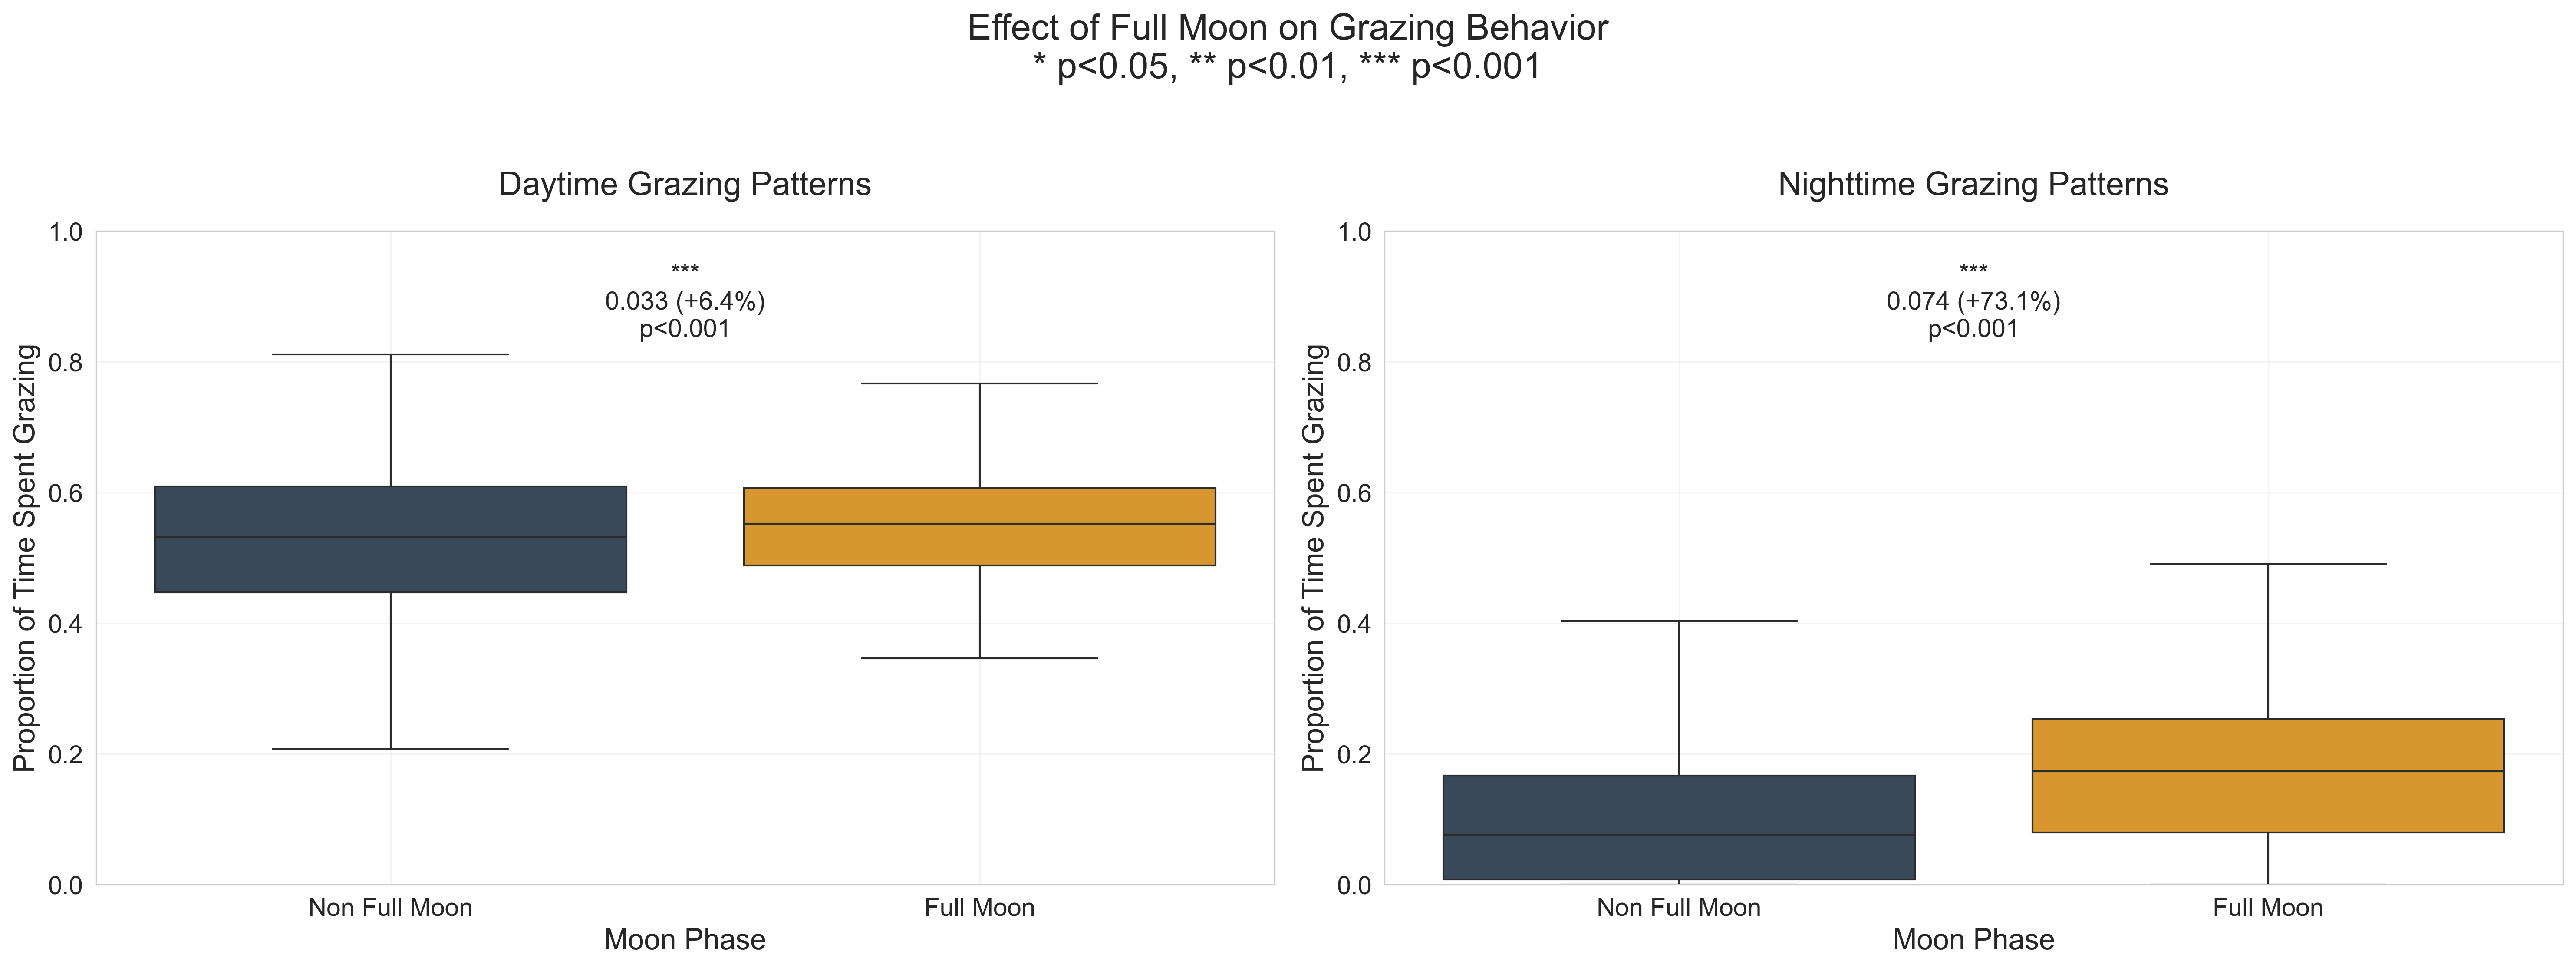 Effect of Full Moon on Grazing Behavior
* p<0.05, ** p<0.01, *** p<0.001
Daytime Grazing Patterns
Proportion of Time Spent Grazing
1.0
0.8
0.6
0.4
0.2
0.0
***
0.033 (+6.4%)
p<0.001
Non Full Moon
Full Moon
Moon Phase
Nighttime Grazing Patterns
Proportion of Time Spent Grazing
1.0
0.8
0.6
0.4
0.2
0.0
***
0.074 (+73.1%)
p<0.001
Non Full Moon
Full Moon
Moon Phase